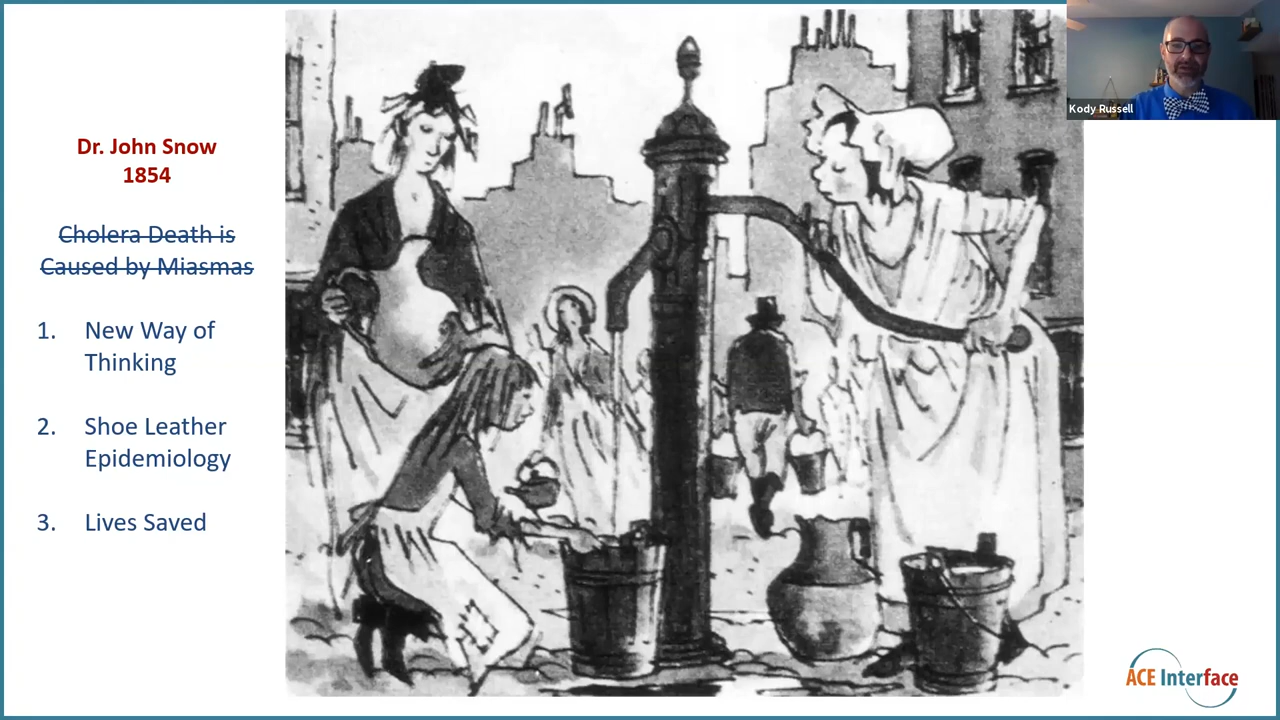 Dr. John Snow
1854
Cholera Death is
Caused by Miasmas
1. New Way of
Thinking
2. Shoe Leather
Epidemiology
3. Lives Saved
Kody Russell
ACE Interface